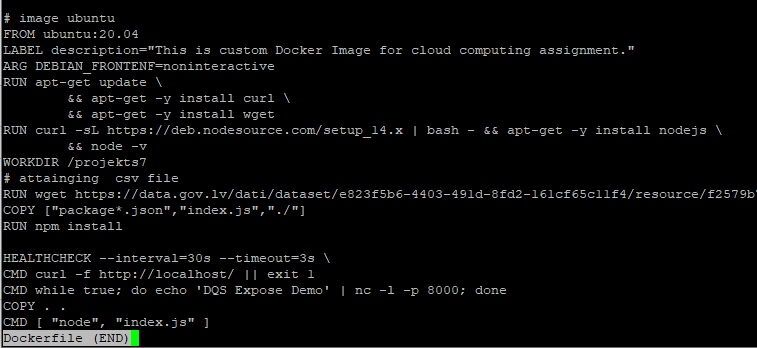 # image ubuntu
FROM ubuntu:20.04
LABEL description="This is custom Docker Image for cloud computing assignment."
ARG DEBIAN_FRONTENF=noninteractive
RUN apt-get update \
        && apt-get -y install curl \
        && apt-get -y install wget
RUN curl -sL https://deb.nodesource.com/setup_14.x | bash - && apt-get -y install nodejs \
        && node -v
WORKDIR /projekts7
# attainging  csv file
RUN wget https://data.gov.lv/dati/dataset/e823f5b6-4403-491d-8fd2-161cf65c11f4/resource/f2579b7
COPY ["package*.json","index.js","./"]
RUN npm install

HEALTHCHECK --interval=30s --timeout=3s \
CMD curl -f http://localhost/ || exit 1
CMD while true; do echo 'DQS Expose Demo' | nc -l -p 8000; done
COPY . .
CMD [ "node", "index.js" ]
Dockerfile (END)